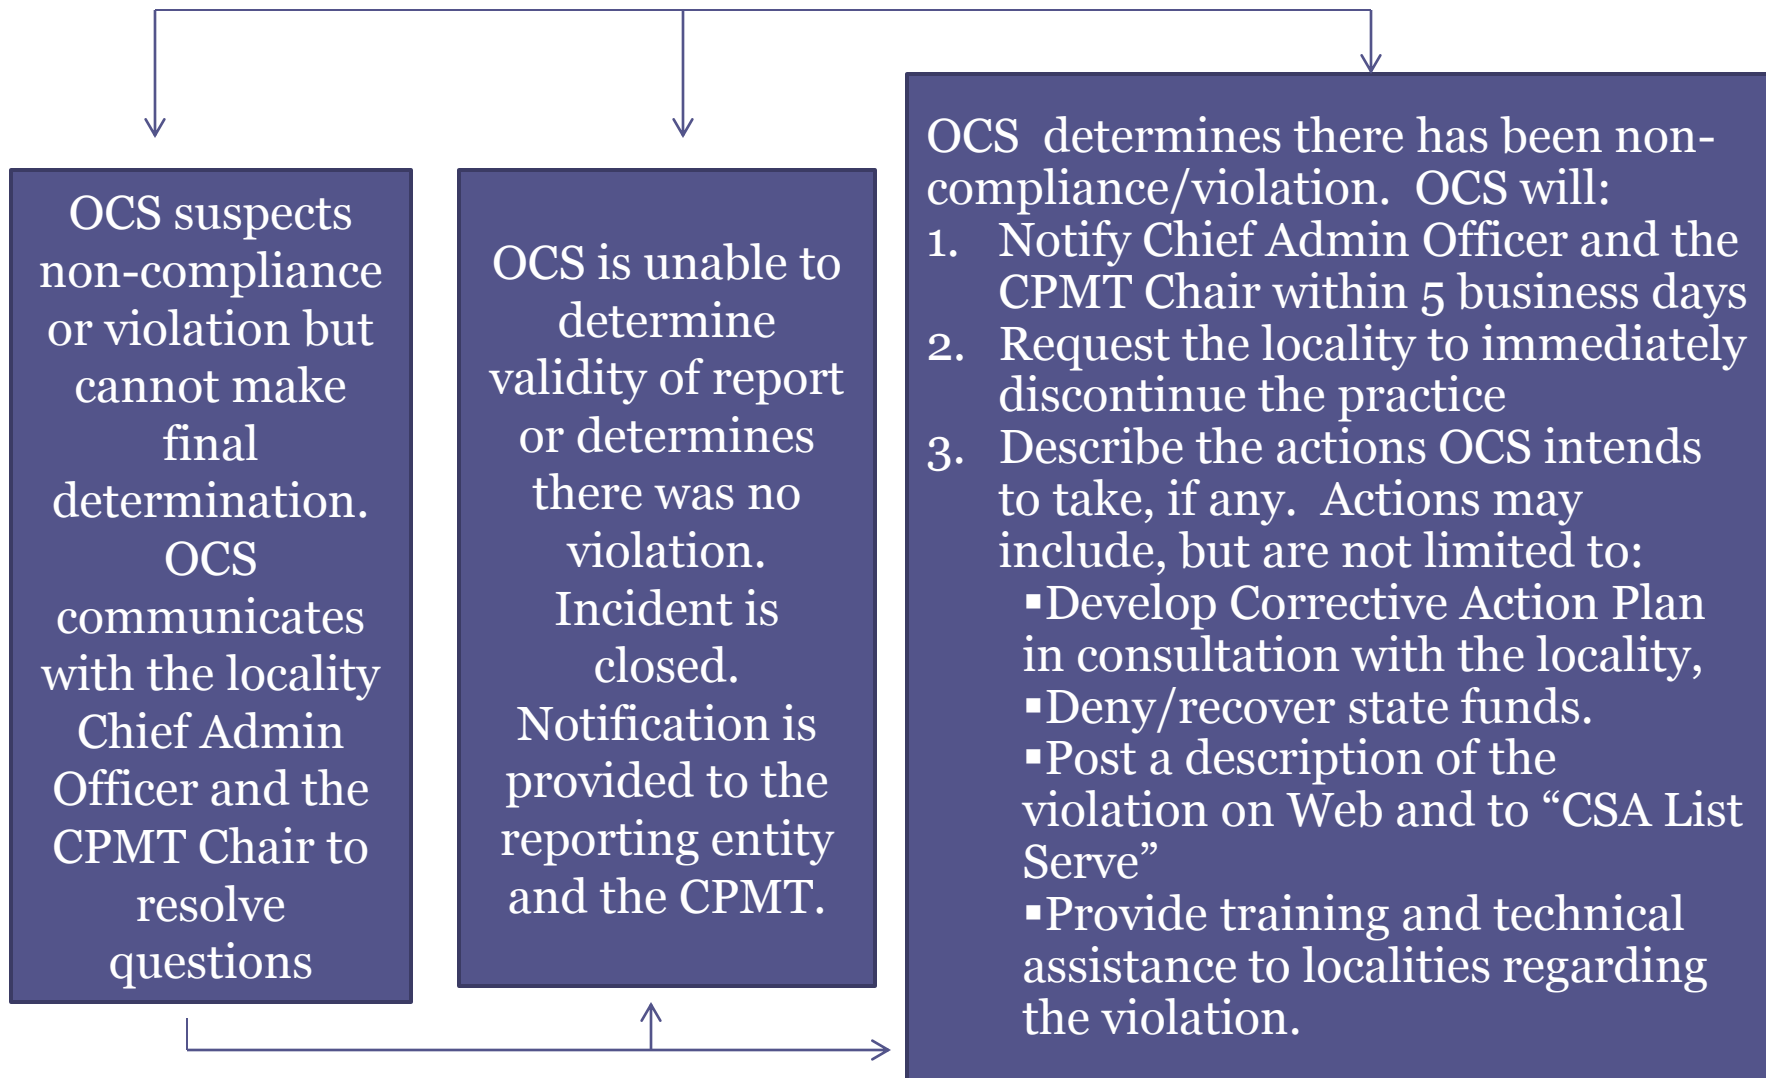 OCS suspects
non-compliance
or violation but
cannot make
final
determination.
OCS
communicates
with the locality
Chief Admin
Officer and the
CPMT Chair to
resolve
questions
OCS is unable to
determine
validity of report
or determines
there was no
violation.
Incident is
closed.
Notification is
provided to the
reporting entity
and the CPMT.
OCS  determines there has been non-
compliance/violation.  OCS will:
1. Notify Chief Admin Officer and the
CPMT Chair within 5 business days
2. Request the locality to immediately
discontinue the practice
3. Describe the actions OCS intends
to take, if any.  Actions may
include, but are not limited to:
▪Develop Corrective Action Plan
in consultation with the locality,
▪Deny/recover state funds.
▪Post a description of the
violation on Web and to “CSA List
Serve”
▪Provide training and technical
assistance to localities regarding
the violation.